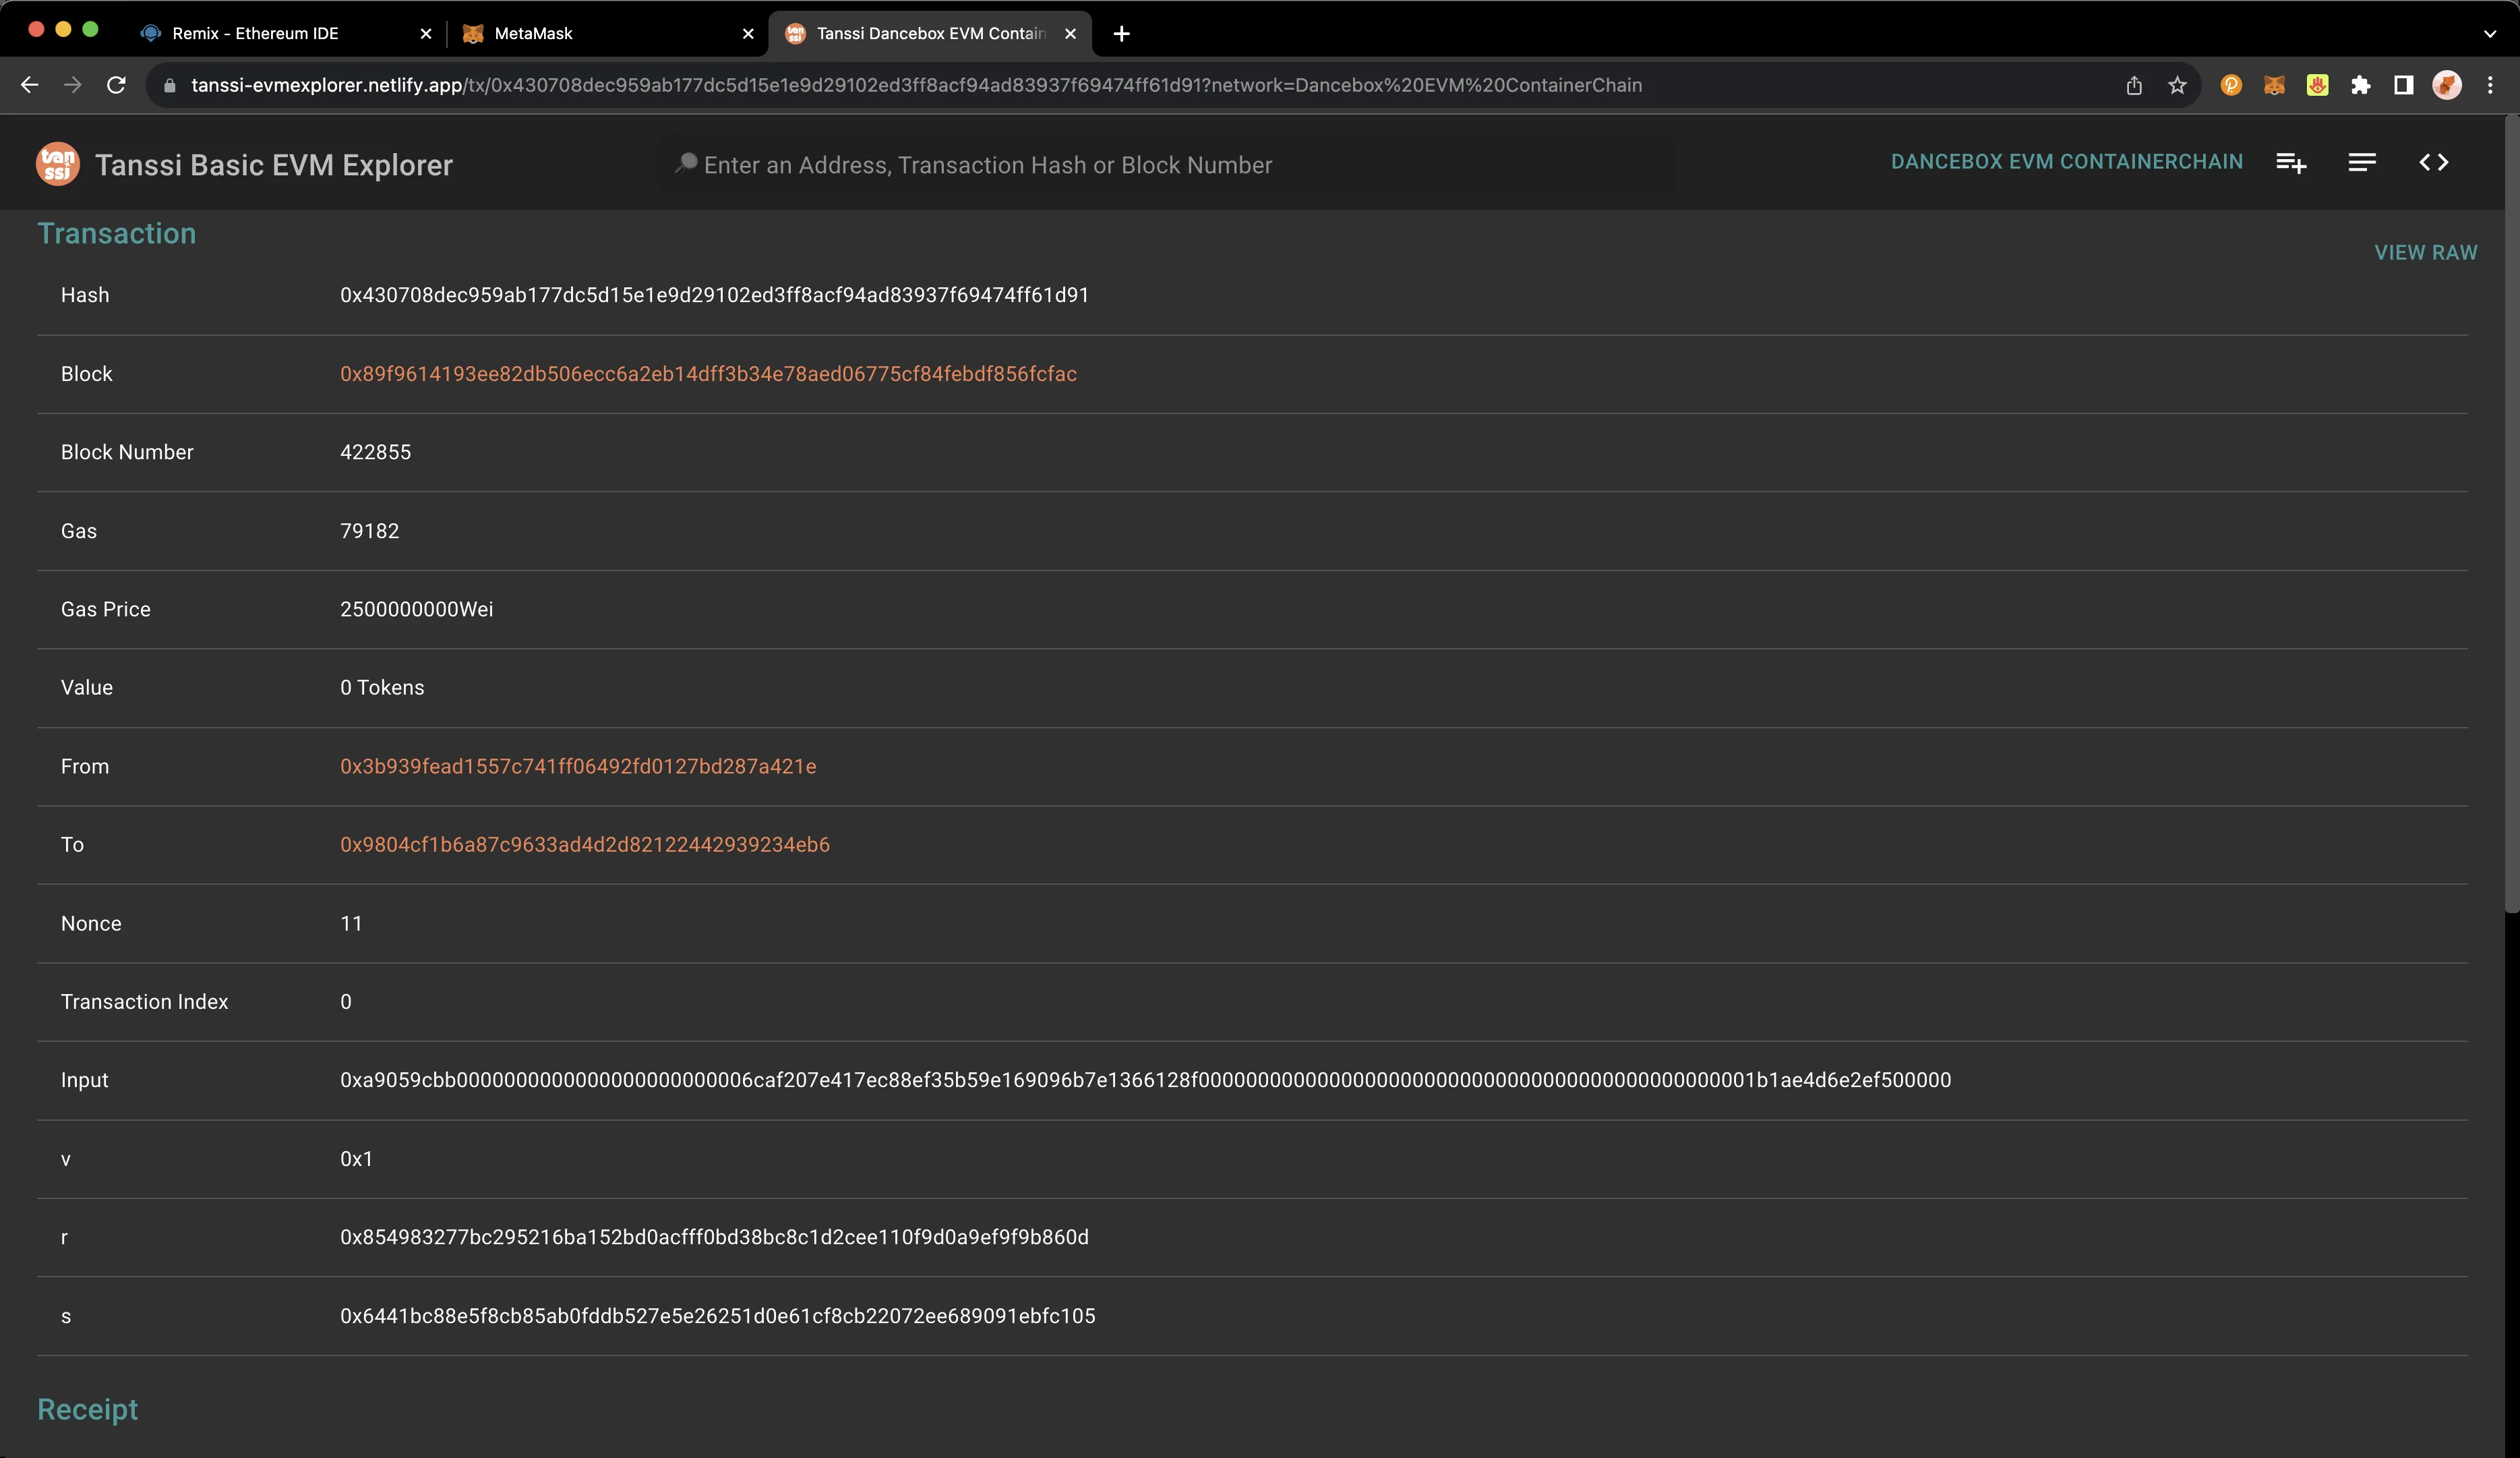 Remix - Ethereum IDE
MetaMask
Tanssi Dancebox EVM Contain
tanssi-evmexplorer.netlify.app/tx/0x430708dec959ab177dc5d15e1e9d29102ed3ff8acf94ad83937f69474ff61d91?network=Dancebox%20EVM%20ContainerChain
tanssi
Tanssi Basic EVM Explorer
Enter an Address, Transaction Hash or Block Number
DANCEBOX EVM CONTAINERCHAIN
Transaction
VIEW RAW
Hash 0x430708dec959ab177dc5d15e1e9d29102ed3ff8acf94ad83937f69474ff61d91
Block 0x89f9614193ee82db506ecc6a2eb14dff3b34e78aed06775cf84febdf856fcfac
Block Number 422855
Gas 79182
Gas Price 2500000000Wei
Value 0 Tokens
From 0x3b939fead1557c741ff06492fd0127bd287a421e
To 0x9804cf1b6a87c9633ad4d2d82122442939234eb6
Nonce 11
Transaction Index 0
Input 0xa9059cbb0000000000000000000000006caf207e417ec88ef35b59e169096b7e1366128f00000000000000000000000000000000000000000000001b1ae4d6e2ef500000
v 0x1
r 0x854983277bc295216ba152bd0acfff0bd38bc8c1d2cee110f9d0a9ef9f9b860d
s 0x6441bc88e5f8cb85ab0fddb527e5e26251d0e61cf8cb22072ee689091ebfc105
Receipt